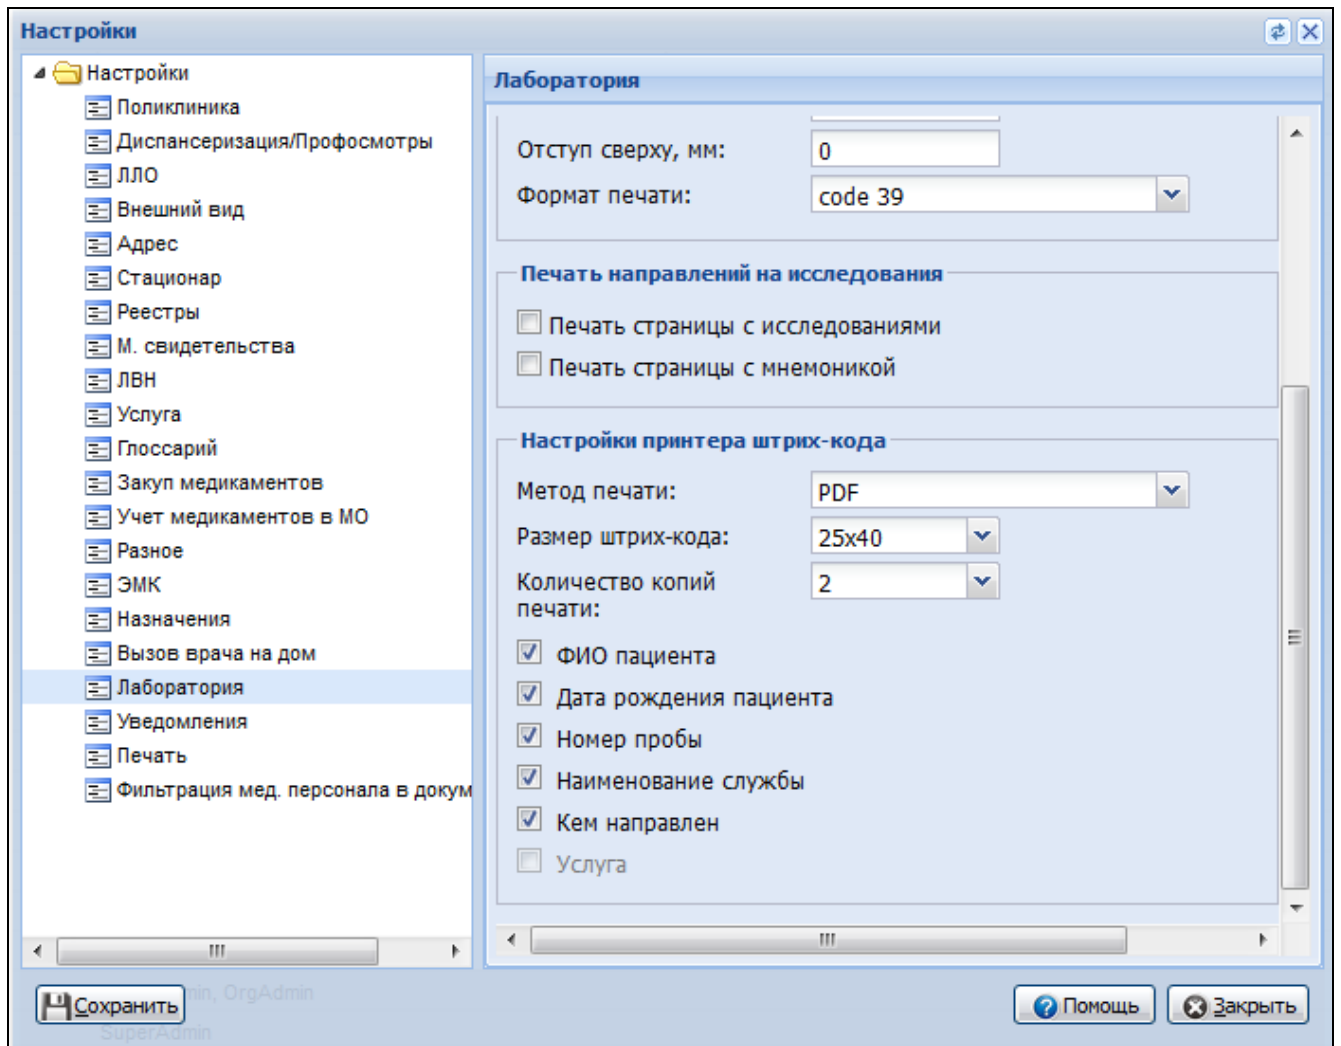 Настройки
Настройки
Поликлиника
Диспансеризация/Профосмотры
ЛЛО
Внешний вид
Адрес
Стационар
Реестры
М. свидетельства
ЛВН
Услуга
Глоссарий
Закуп медикаментов
Учет медикаментов в МО
Разное
ЭМК
Назначения
Вызов врача на дом
Лаборатория
Уведомления
Печать
Фильтрация мед. персонала в докум
Лаборатория
Отступ сверху, мм: 0
Формат печати: code 39
Печать направлений на исследования
Печать страницы с исследованиями
Печать страницы с мнемоникой
Настройки принтера штрих-кода
Метод печати: PDF
Размер штрих-кода: 25x40
Количество копий 2
печати:
ФИО пациента
Дата рождения пациента
Номер пробы
Наименование службы
Кем направлен
Услуга
Сохранить
min, OrgAdmin
SuperAdmin
Помощь
Закрыть